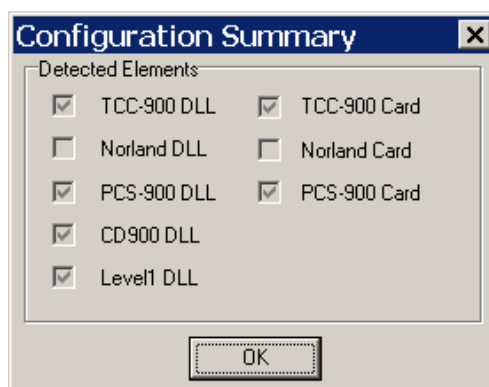 Configuration Summary
Detected Elements
TCC-900 DLL TCC-900 Card
Norland DLL Norland Card
PCS-900 DLL PCS-900 Card
CD900 DLL
Level1 DLL
OK